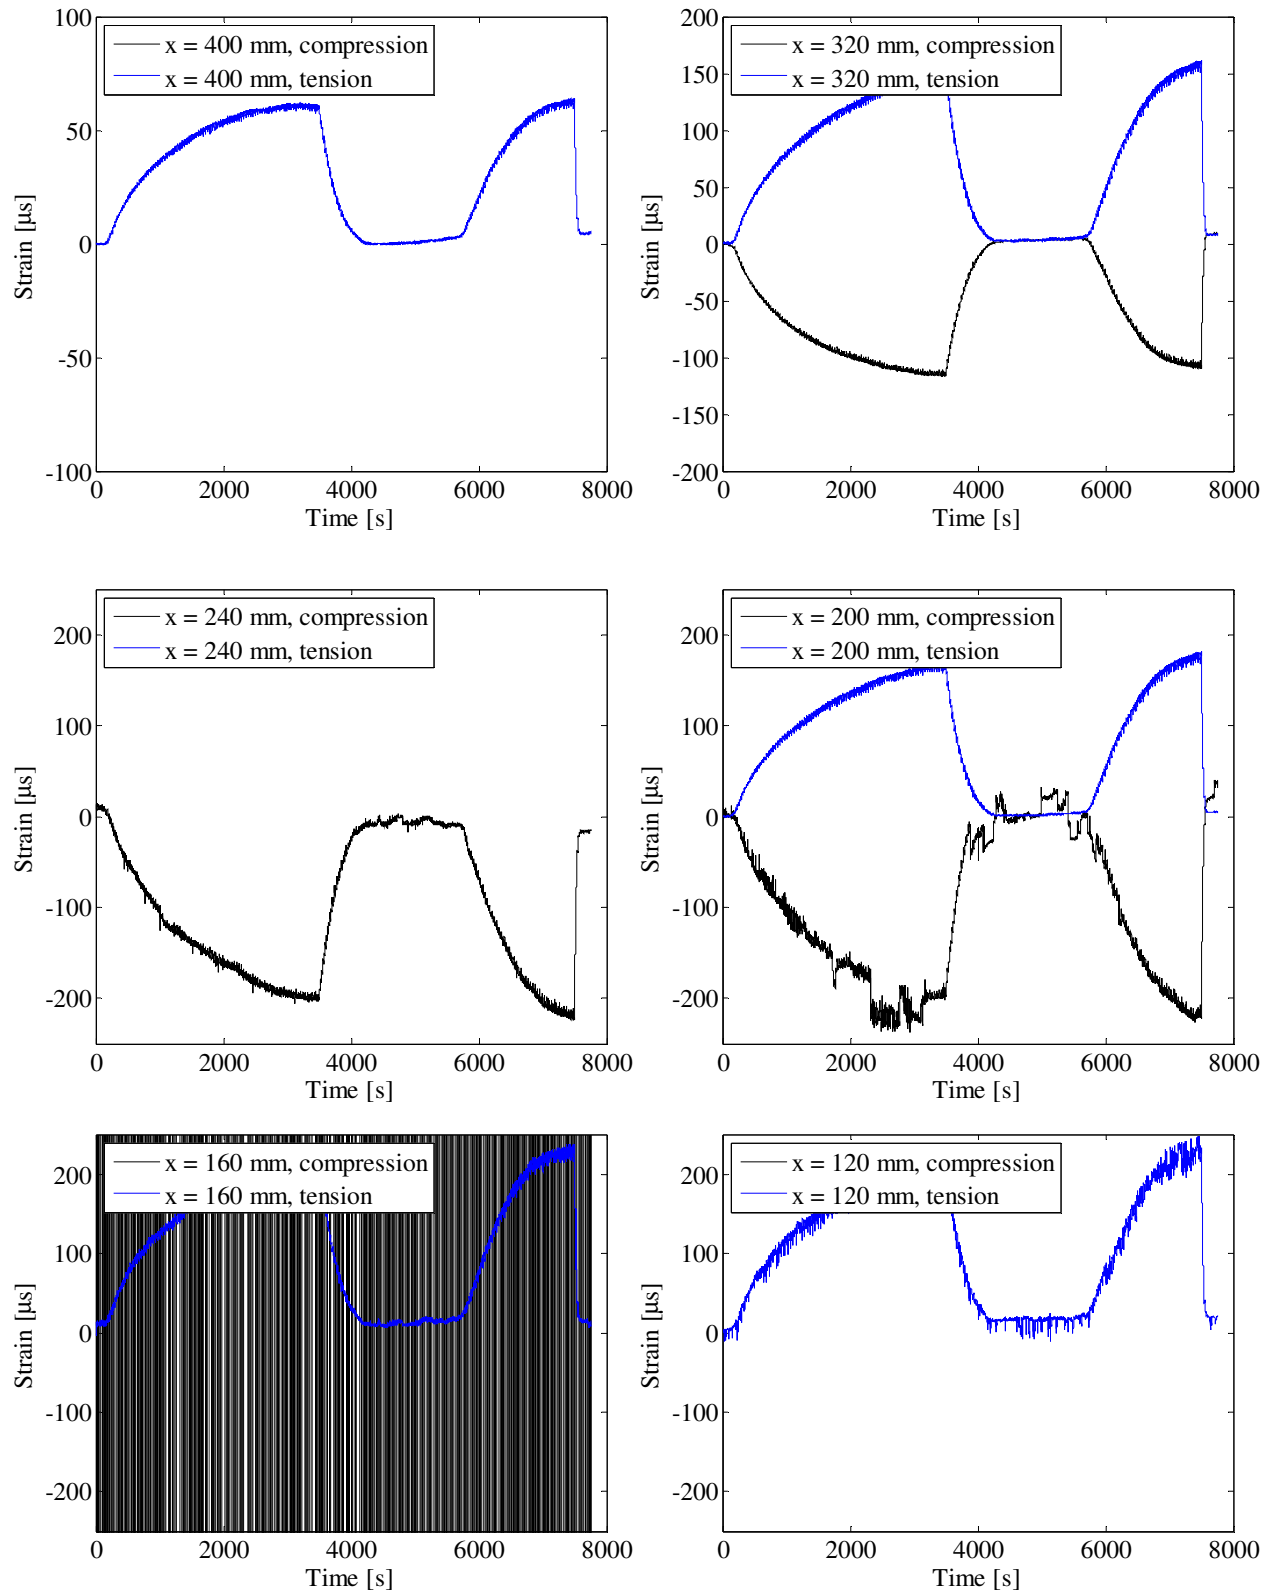 100
x = 400 mm, compression
x = 400 mm, tension
50
0
-50
-100
Strain [µs]
0 2000 4000 6000 8000
Time [s]
200
x = 320 mm, compression
x = 320 mm, tension
150
100
50
0
-50
-100
-150
-200
Strain [µs]
0 2000 4000 6000 8000
Time [s]
x = 240 mm, compression
x = 240 mm, tension
200
100
0
-100
-200
Strain [µs]
0 2000 4000 6000 8000
Time [s]
x = 200 mm, compression
x = 200 mm, tension
200
100
0
-100
-200
Strain [µs]
0 2000 4000 6000 8000
Time [s]
x = 160 mm, compression
x = 160 mm, tension
200
100
0
-100
-200
Strain [µs]
0 2000 4000 6000 8000
Time [s]
x = 120 mm, compression
x = 120 mm, tension
200
100
0
-100
-200
Strain [µs]
0 2000 4000 6000 8000
Time [s]